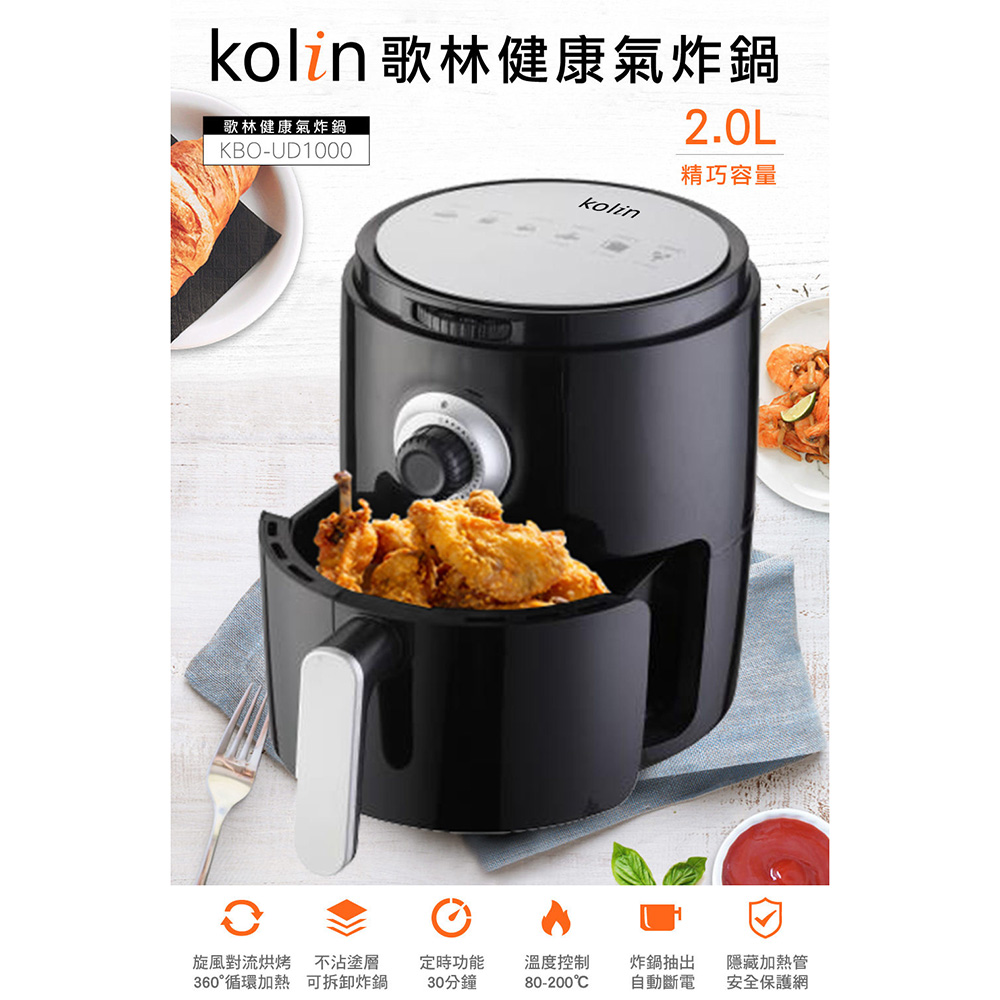 kolin 歌林健康氣炸鍋
歌林健康氣炸鍋
KBO-UD1000
2.0L
精巧容量
kolin
旋風對流烘烤
360°循環加熱
不沾塗層
可拆卸炸鍋
定時功能
30分鐘
溫度控制
80-200℃
炸鍋抽出
自動斷電
隱藏加熱管
安全保護網